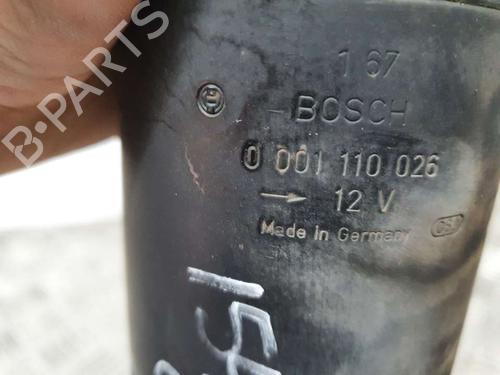 B-PARTS
1 67
BOSCH
0 001 110 026
→ 12 V
Made in Germany